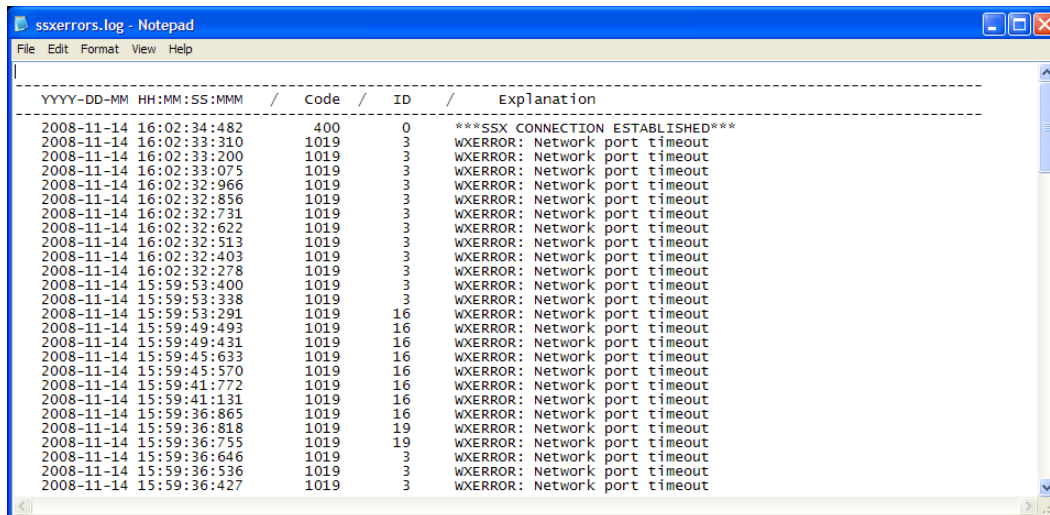 ssxerrors.log - Notepad
File Edit Format View Help
--------------------------------------------------------------------------------
YYYY-DD-MM HH:MM:SS:MMM / Code / ID / Explanation
--------------------------------------------------------------------------------
2008-11-14 16:02:34:482 400 0 ***SSX CONNECTION ESTABLISHED***
2008-11-14 16:02:33:310 1019 3 WXERROR: Network port timeout
2008-11-14 16:02:33:200 1019 3 WXERROR: Network port timeout
2008-11-14 16:02:33:075 1019 3 WXERROR: Network port timeout
2008-11-14 16:02:32:966 1019 3 WXERROR: Network port timeout
2008-11-14 16:02:32:856 1019 3 WXERROR: Network port timeout
2008-11-14 16:02:32:731 1019 3 WXERROR: Network port timeout
2008-11-14 16:02:32:622 1019 3 WXERROR: Network port timeout
2008-11-14 16:02:32:513 1019 3 WXERROR: Network port timeout
2008-11-14 16:02:32:403 1019 3 WXERROR: Network port timeout
2008-11-14 16:02:32:278 1019 3 WXERROR: Network port timeout
2008-11-14 15:59:53:400 1019 3 WXERROR: Network port timeout
2008-11-14 15:59:53:338 1019 3 WXERROR: Network port timeout
2008-11-14 15:59:53:291 1019 16 WXERROR: Network port timeout
2008-11-14 15:59:49:493 1019 16 WXERROR: Network port timeout
2008-11-14 15:59:49:431 1019 16 WXERROR: Network port timeout
2008-11-14 15:59:45:633 1019 16 WXERROR: Network port timeout
2008-11-14 15:59:45:570 1019 16 WXERROR: Network port timeout
2008-11-14 15:59:41:772 1019 16 WXERROR: Network port timeout
2008-11-14 15:59:41:131 1019 16 WXERROR: Network port timeout
2008-11-14 15:59:36:865 1019 16 WXERROR: Network port timeout
2008-11-14 15:59:36:818 1019 19 WXERROR: Network port timeout
2008-11-14 15:59:36:755 1019 19 WXERROR: Network port timeout
2008-11-14 15:59:36:646 1019 3 WXERROR: Network port timeout
2008-11-14 15:59:36:536 1019 3 WXERROR: Network port timeout
2008-11-14 15:59:36:427 1019 3 WXERROR: Network port timeout